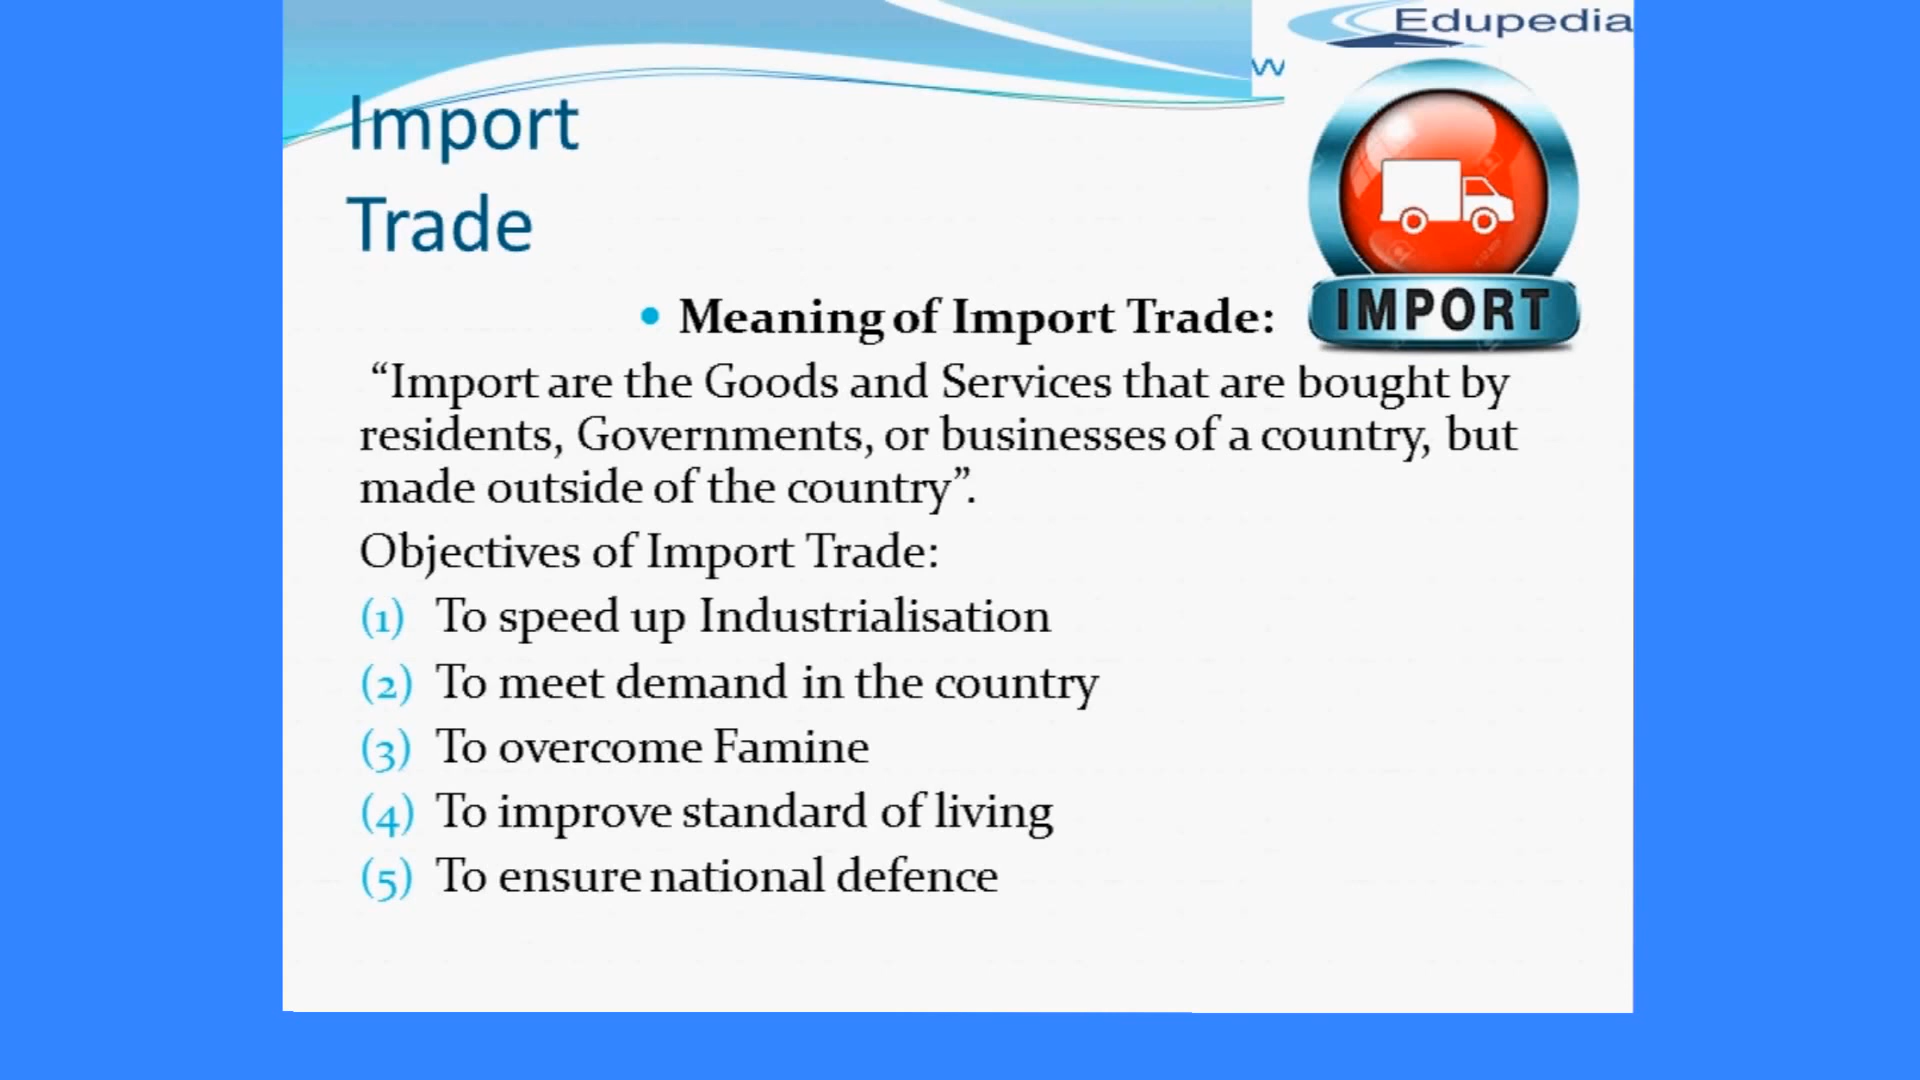 Edupedia
w
Import
Trade
IMPORT
• Meaning of Import Trade:
“Import are the Goods and Services that are bought by
residents, Governments, or businesses of a country, but
made outside of the country”.
Objectives of Import Trade:
(1) To speed up Industrialisation
(2) To meet demand in the country
(3) To overcome Famine
(4) To improve standard of living
(5) To ensure national defence